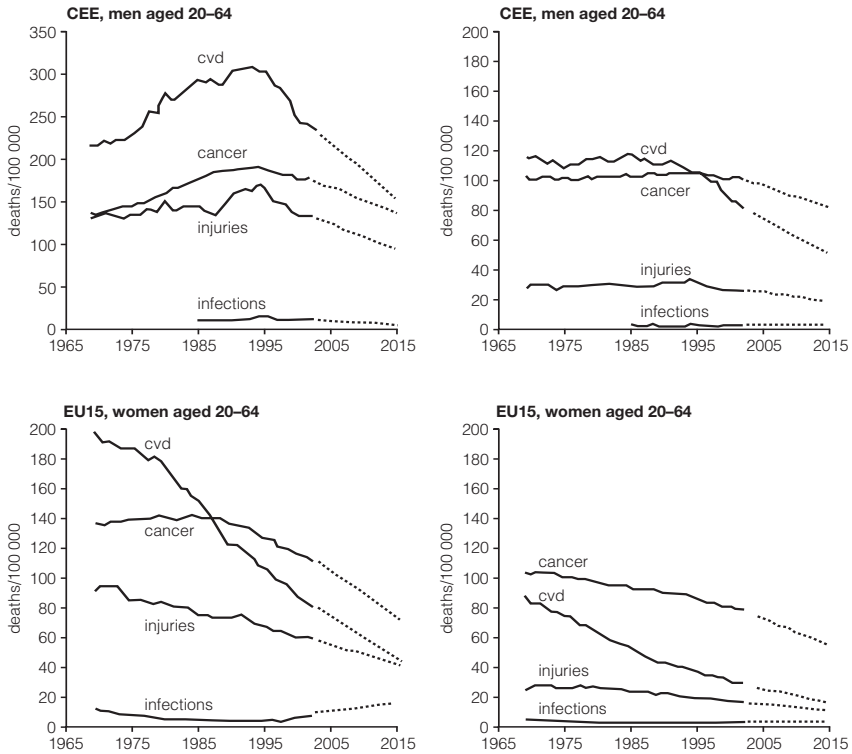 CEE, men aged 20–64
deaths/100 000
350
300
250
200
150
100
50
0
cvd
cancer
injuries
infections
1965 1975 1985 1995 2005 2015
CEE, men aged 20–64
deaths/100 000
200
180
160
140
120
100
80
60
40
20
0
cvd
cancer
injuries
infections
1965 1975 1985 1995 2005 2015
EU15, women aged 20–64
deaths/100 000
200
180
160
140
120
100
80
60
40
20
0
cvd
cancer
injuries
infections
1965 1975 1985 1995 2005 2015
EU15, women aged 20–64
deaths/100 000
200
180
160
140
120
100
80
60
40
20
0
cancer
cvd
injuries
infections
1965 1975 1985 1995 2005 2015